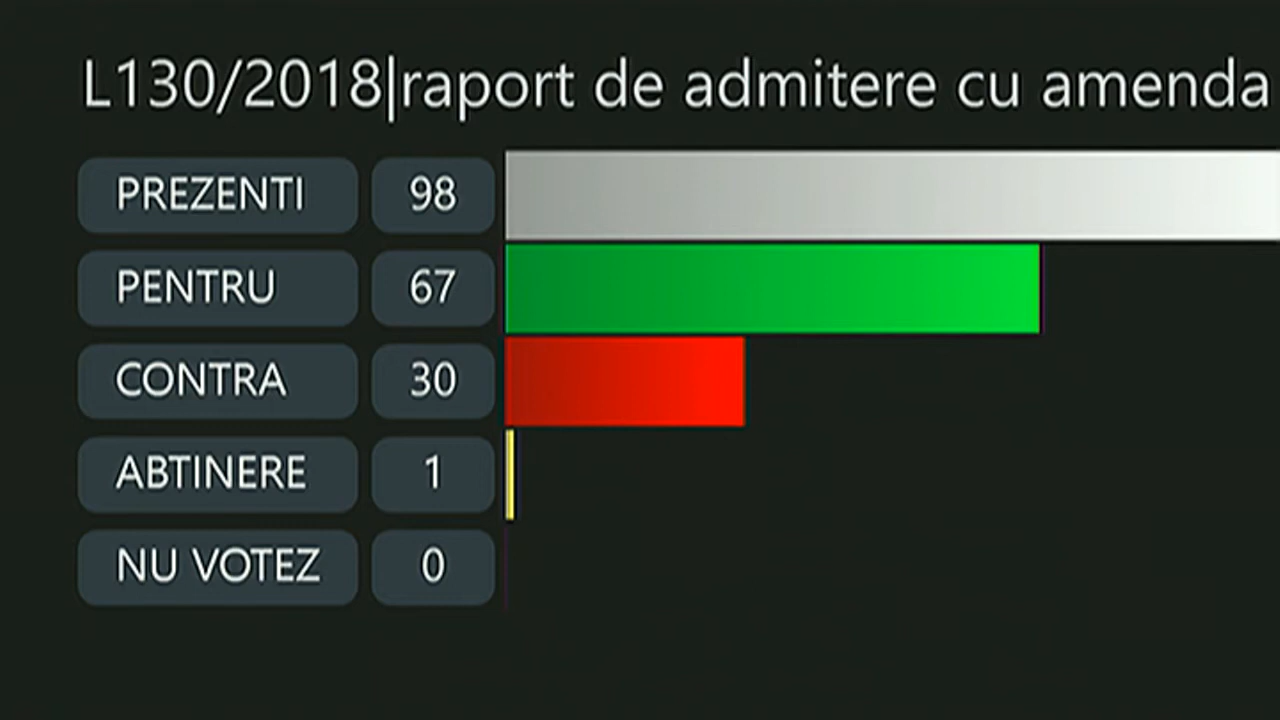 L130/2018|raport de admitere cu amenda
PREZENTI 98
PENTRU 67
CONTRA 30
ABTINERE 1
NU VOTEZ 0